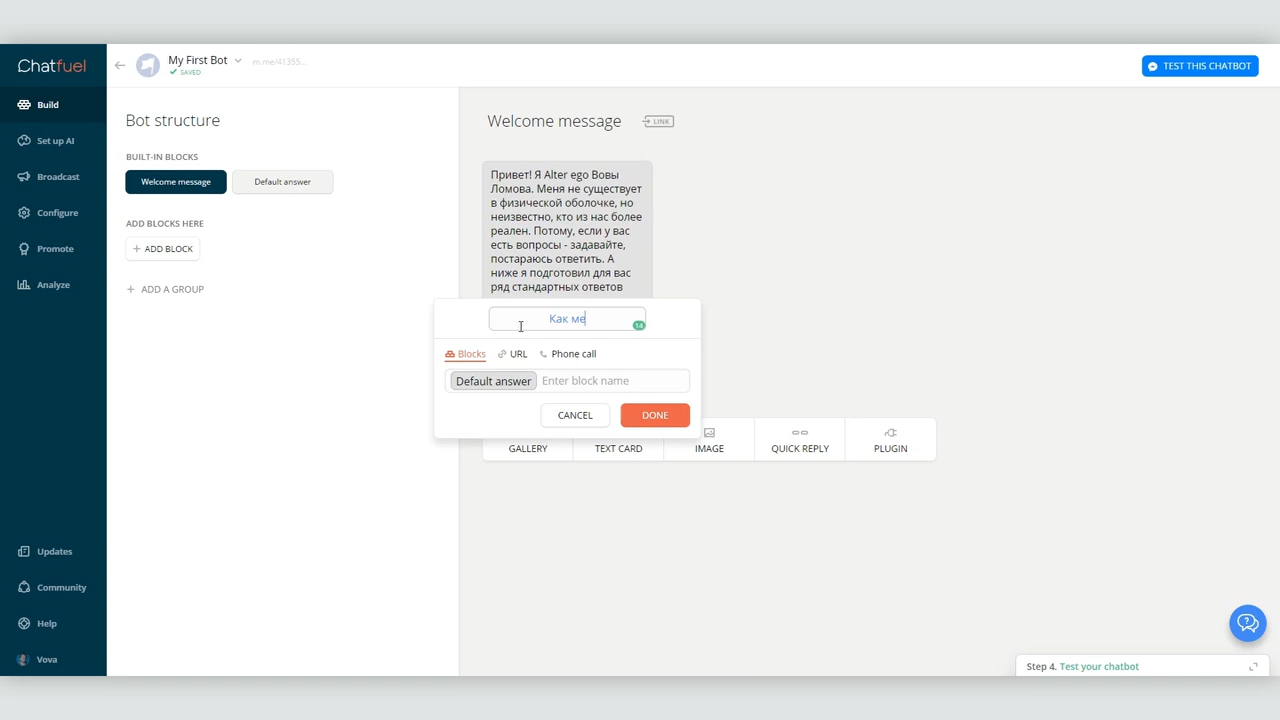 Chatfuel
My First Bot
m.me/41355...
SAVED
TEST THIS CHATBOT
Build
Set up AI
Broadcast
Configure
Promote
Analyze
Updates
Community
Help
Vova
Bot structure
BUILT-IN BLOCKS
Welcome message
Default answer
ADD BLOCKS HERE
+ ADD BLOCK
+ ADD A GROUP
Welcome message
LINK
Привет! Я Alter ego Вовы
Ломова. Меня не существует
в физической оболочке, но
неизвестно, кто из нас более
реален. Потому, если у вас
есть вопросы - задавайте,
постараюсь ответить. А
ниже я подготовил для вас
ряд стандартных ответов
Как ме
14
Blocks
URL
Phone call
Default answer
Enter block name
CANCEL
DONE
GALLERY
TEXT CARD
IMAGE
QUICK REPLY
PLUGIN
Step 4. Test your chatbot